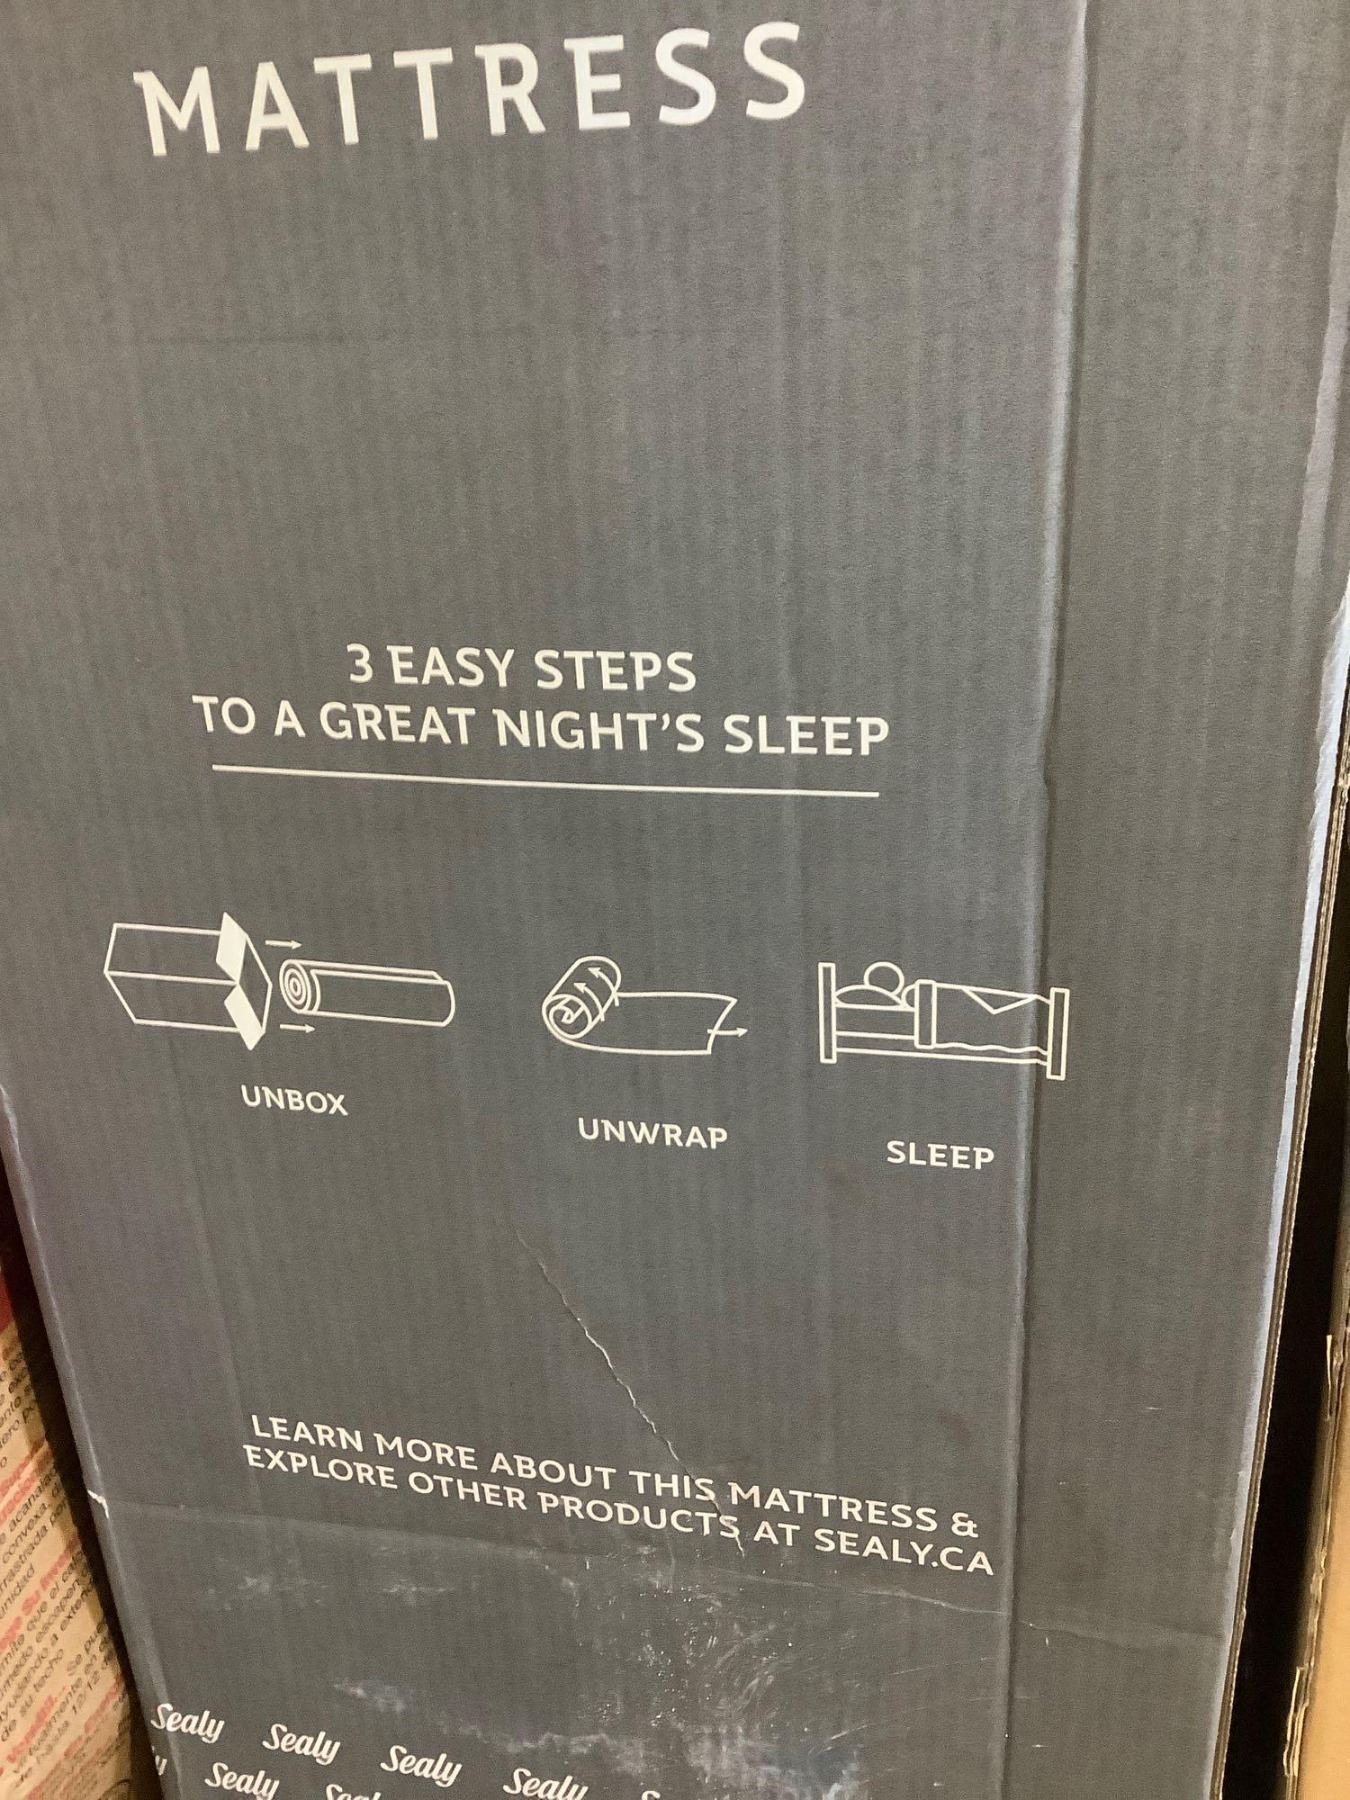 MATTRESS
3 EASY STEPS
TO A GREAT NIGHT'S SLEEP
UNBOX
UNWRAP
SLEEP
LEARN MORE ABOUT THIS MATTRESS &
EXPLORE OTHER PRODUCTS AT SEALY.CA
Sealy Sealy Sealy Sealy
Sealy